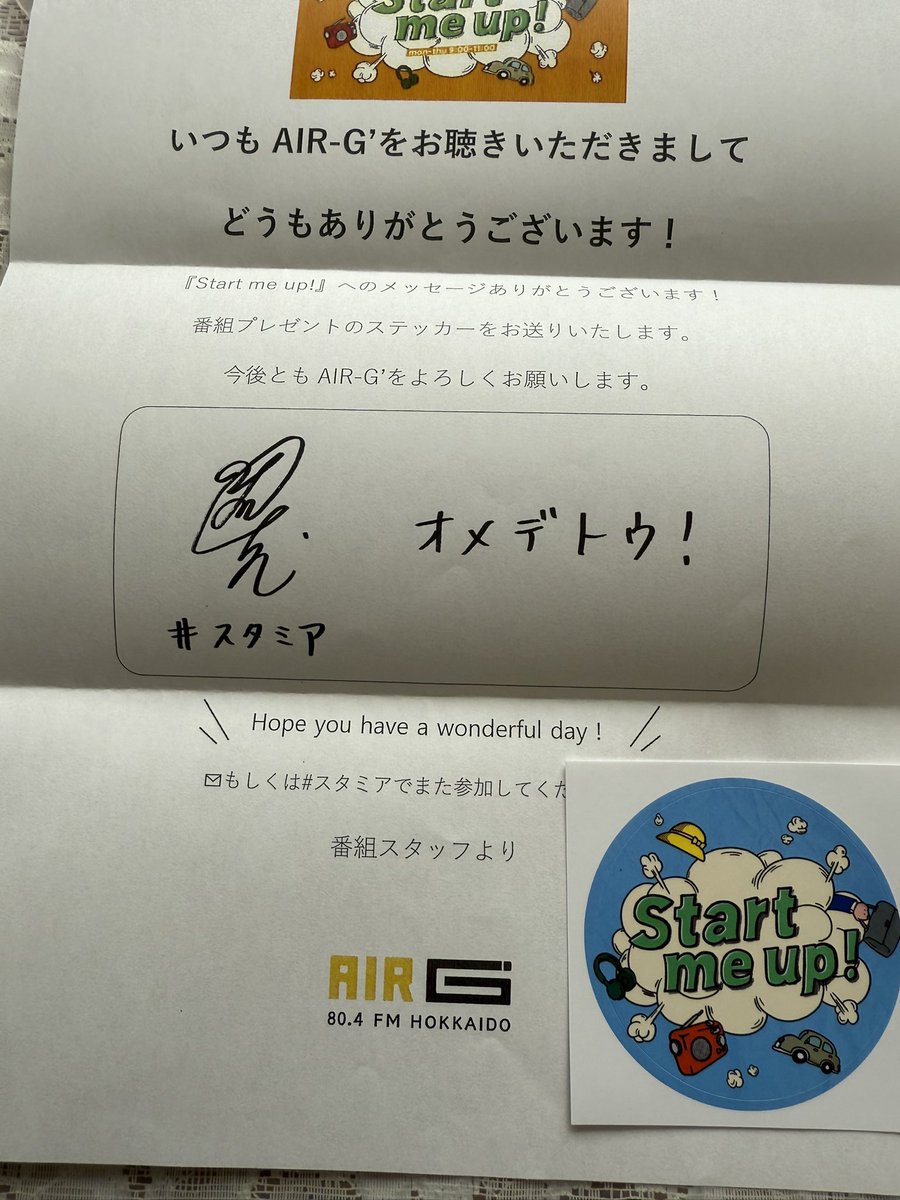 Start
me up!
mon-thu 9:00-11:00
いつも AIR-G’をお聴きいただきまして
どうもありがとうございます！
『Start me up!』へのメッセージありがとうございます！
番組プレゼントのステッカーをお送りいたします。
今後とも AIR-G’をよろしくお願いします。
オメデトウ！
#スタミア
Hope you have a wonderful day !
✉もしくは#スタミアでまた参加してくだ
番組スタッフより
AIR G
80.4 FM HOKKAIDO
Start
me up!